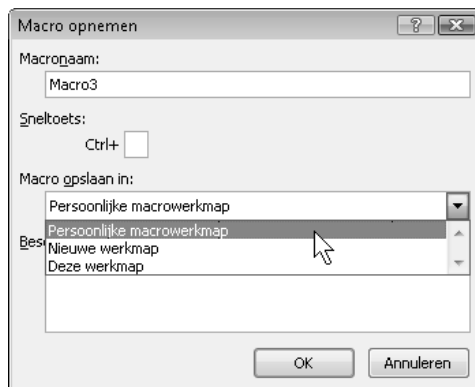 Macro opnemen
Macronaam:
Macro3
Sneltoets:
Ctrl+
Macro opslaan in:
Persoonlijke macrowerkmap
Persoonlijke macrowerkmap
Nieuwe werkmap
Deze werkmap
OK
Annuleren